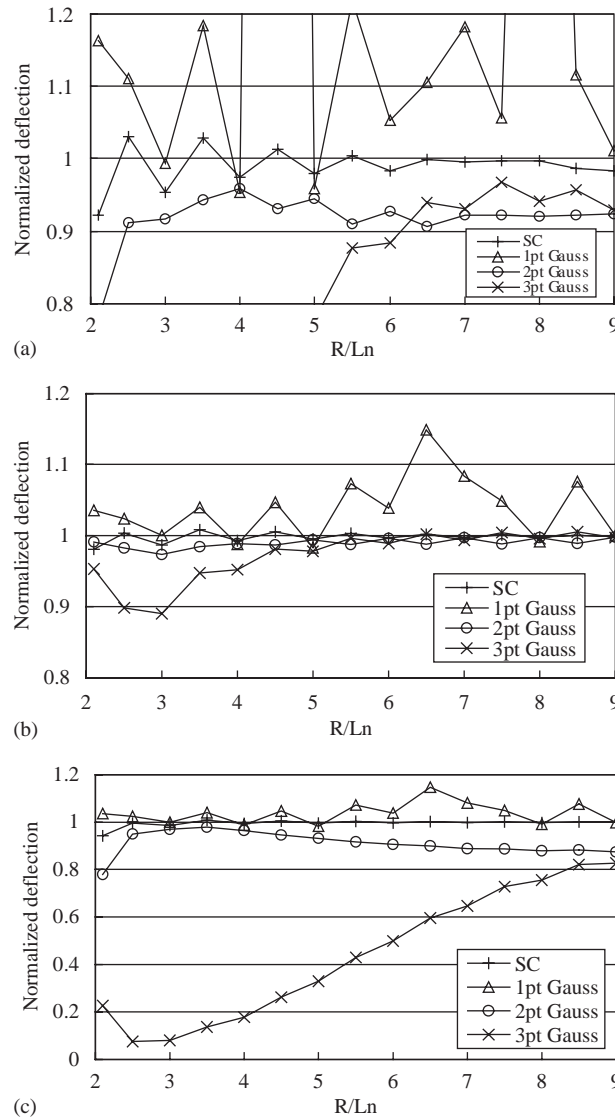 1.2
1.1
1
0.9
0.8
Normalized deflection
SC
1pt Gauss
2pt Gauss
3pt Gauss
2 3 4 5 6 7 8 9
(a)
R/Ln
1.2
1.1
1
0.9
0.8
Normalized deflection
SC
1pt Gauss
2pt Gauss
3pt Gauss
2 3 4 5 6 7 8 9
(b)
R/Ln
1.2
1
0.8
0.6
0.4
0.2
0
Normalized deflection
SC
1pt Gauss
2pt Gauss
3pt Gauss
2 3 4 5 6 7 8 9
(c)
R/Ln